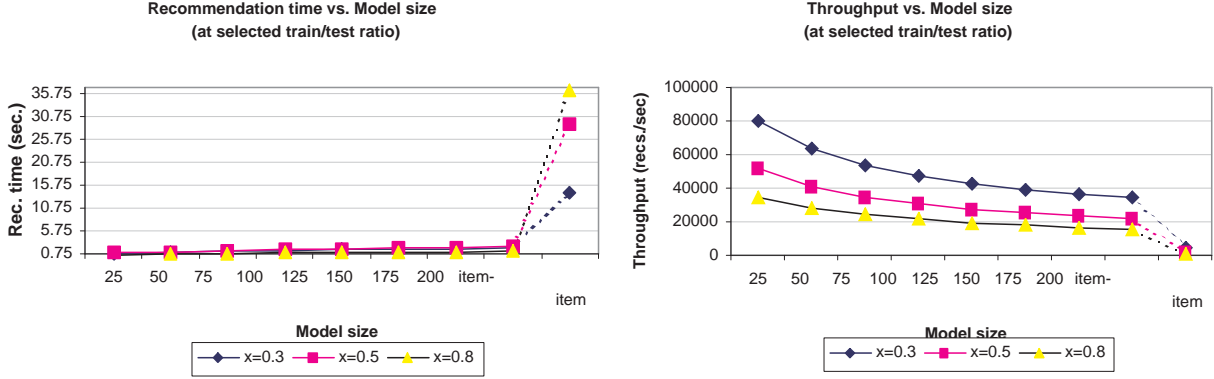 Recommendation time vs. Model size
(at selected train/test ratio)
35.75
30.75
25.75
20.75
15.75
10.75
5.75
0.75
Rec. time (sec.)
25 50 75 100 125 150 175 200 item-
item
Model size
x=0.3 x=0.5 x=0.8
Throughput vs. Model size
(at selected train/test ratio)
100000
80000
60000
40000
20000
0
Throughput (recs./sec)
25 50 75 100 125 150 175 200 item-
item
Model size
x=0.3 x=0.5 x=0.8